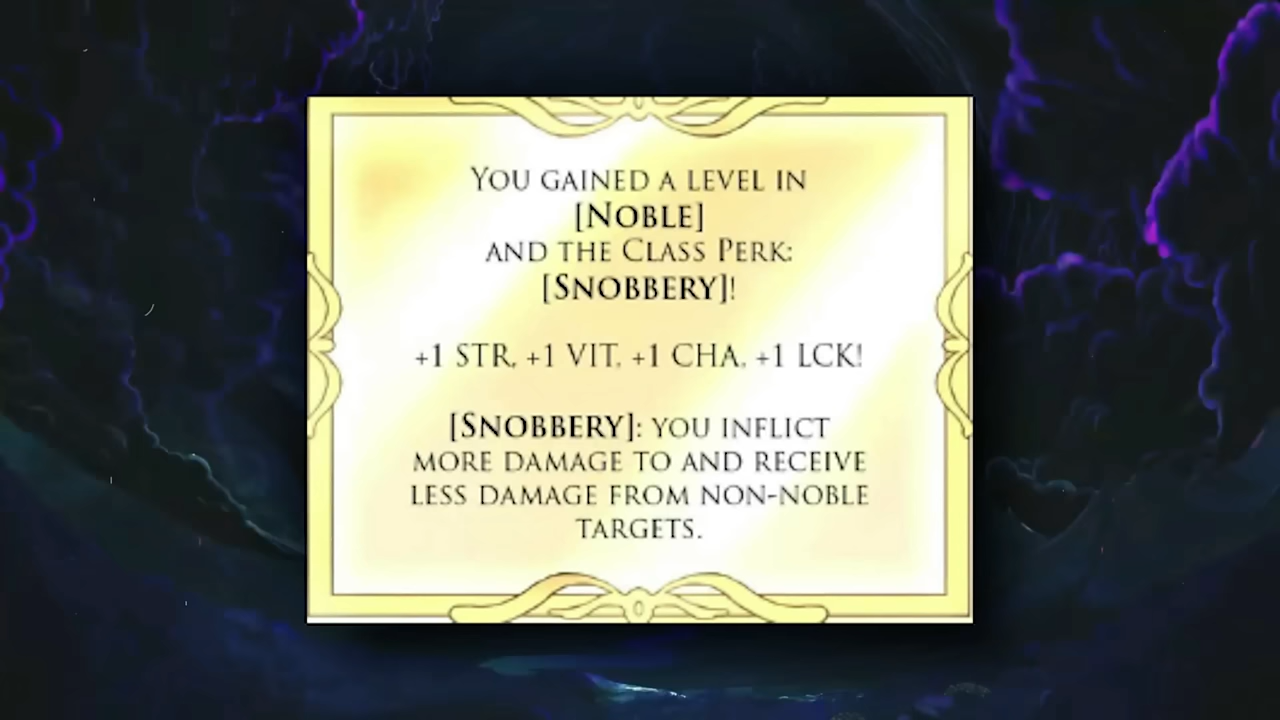 You gained a level in
[Noble]
and the Class Perk:
[Snobbery]!
+1 STR, +1 VIT, +1 CHA, +1 LCK!
[Snobbery]: you inflict
more damage to and receive
less damage from non-noble
targets.